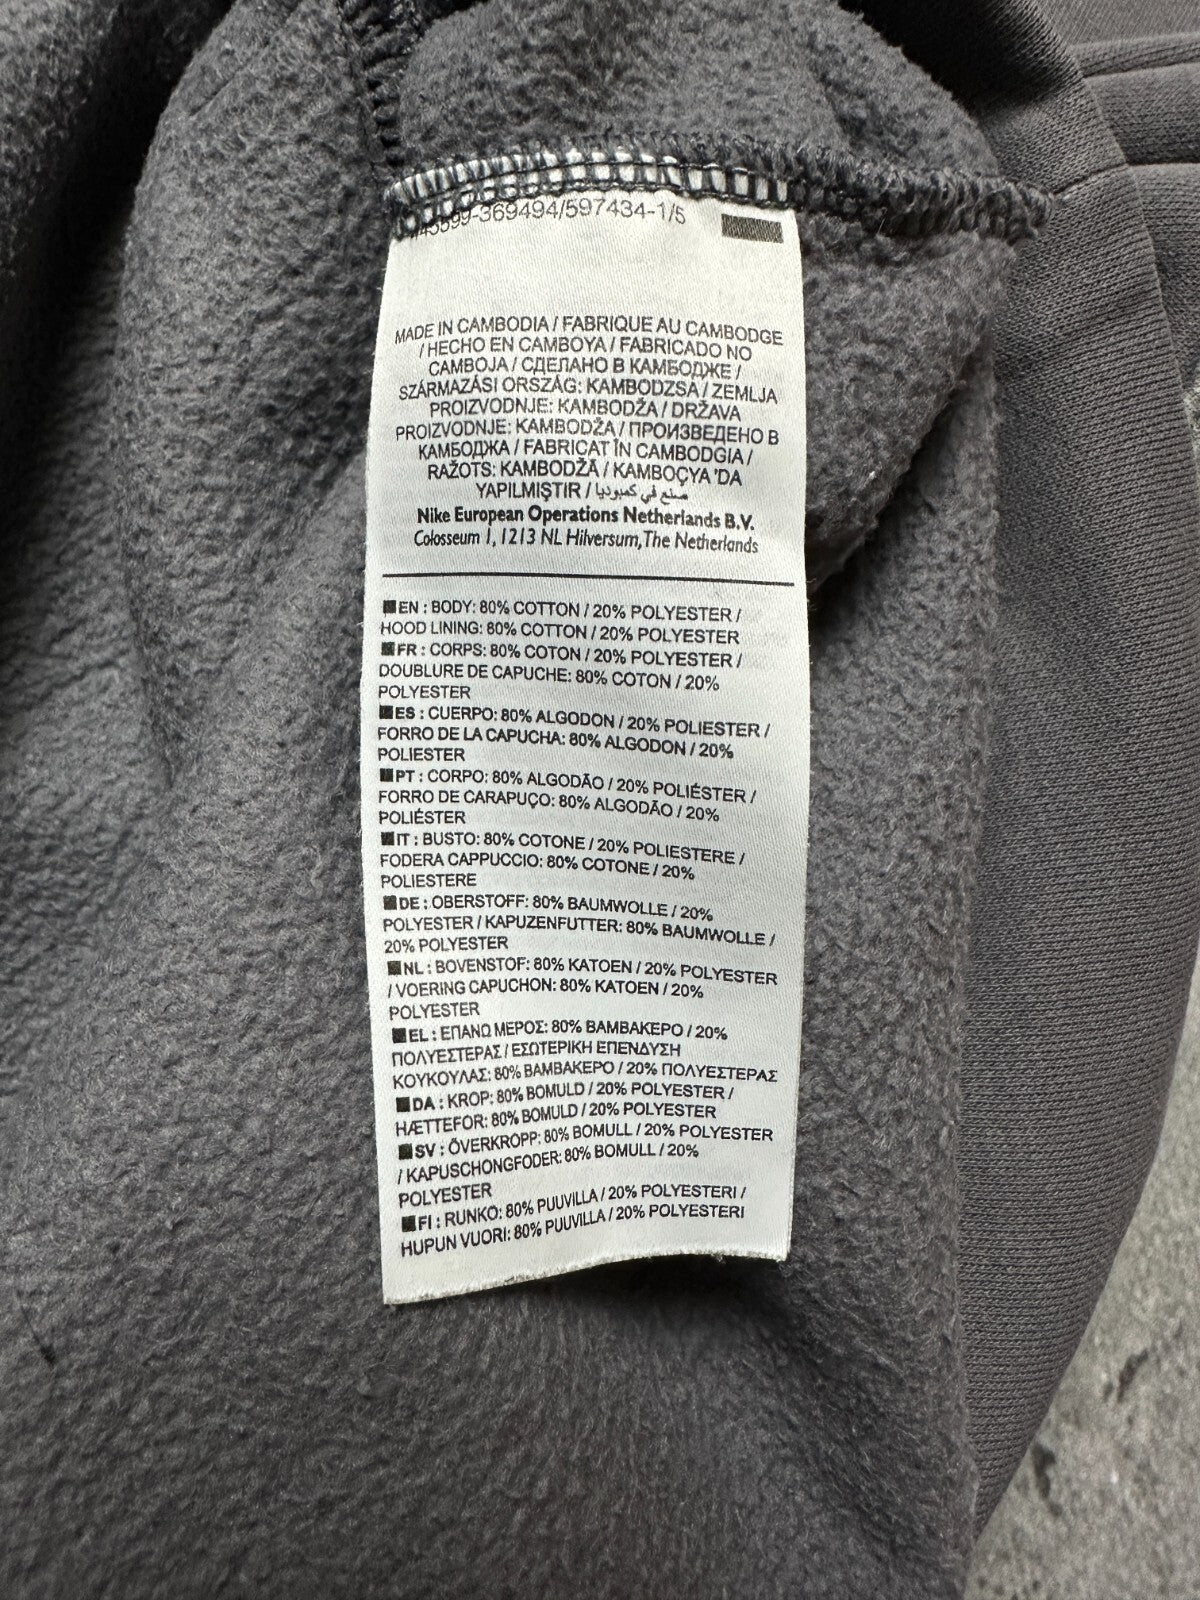 369494/597434-1/5
MADE IN CAMBODIA / FABRIQUE AU CAMBODGE
/ HECHO EN CAMBOYA / FABRICADO NO
CAMBOJA / СДЕЛАНО В КАМБОДЖЕ /
SZÁRMAZÁSI ORSZÁG: KAMBODZSA / ZEMLJA
PROIZVODNJE: KAMBODŽA / DRŽAVA
PROIZVODNJE: KAMBODŽA / ПРОИЗВЕДЕНО В
КАМБОДЖА / FABRICAT ÎN CAMBODGIA /
RAŽOTS: KAMBODŽĀ / KAMBOÇYA 'DA
YAPILMIŞTIR / صنع في كمبوديا
Nike European Operations Netherlands B.V.
Colosseum 1, 1213 NL Hilversum, The Netherlands
EN : BODY: 80% COTTON / 20% POLYESTER /
HOOD LINING: 80% COTTON / 20% POLYESTER
FR : CORPS: 80% COTON / 20% POLYESTER /
DOUBLURE DE CAPUCHE: 80% COTON / 20%
POLYESTER
ES : CUERPO: 80% ALGODON / 20% POLIESTER /
FORRO DE LA CAPUCHA: 80% ALGODON / 20%
POLIESTER
PT : CORPO: 80% ALGODÃO / 20% POLIÉSTER /
FORRO DE CARAPUÇO: 80% ALGODÃO / 20%
POLIÉSTER
IT : BUSTO: 80% COTONE / 20% POLIESTERE /
FODERA CAPPUCCIO: 80% COTONE / 20%
POLIESTERE
DE : OBERSTOFF: 80% BAUMWOLLE / 20%
POLYESTER / KAPUZENFUTTER: 80% BAUMWOLLE /
20% POLYESTER
NL : BOVENSTOF: 80% KATOEN / 20% POLYESTER
/ VOERING CAPUCHON: 80% KATOEN / 20%
POLYESTER
EL : ΕΠΑΝΩ ΜΕΡΟΣ: 80% ΒΑΜΒΑΚΕΡΟ / 20%
ΠΟΛΥΕΣΤΕΡΑΣ / ΕΣΩΤΕΡΙΚΗ ΕΠΕΝΔΥΣΗ
ΚΟΥΚΟΥΛΑΣ: 80% ΒΑΜΒΑΚΕΡΟ / 20% ΠΟΛΥΕΣΤΕΡΑΣ
DA : KROP: 80% BOMULD / 20% POLYESTER /
HÆTTEFOR: 80% BOMULD / 20% POLYESTER
SV : ÖVERKROPP: 80% BOMULL / 20% POLYESTER
/ KAPUSCHONGFODER: 80% BOMULL / 20%
POLYESTER
FI : RUNKO: 80% PUUVILLA / 20% POLYESTERI /
HUPUN VUORI: 80% PUUVILLA / 20% POLYESTERI